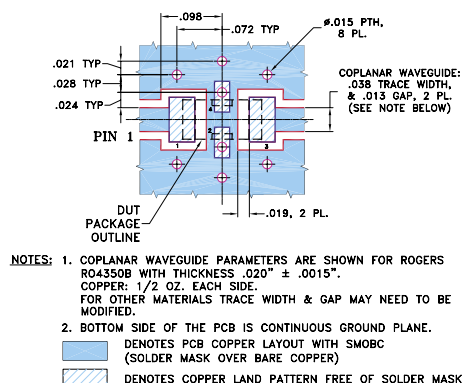 .098
.072 TYP
ø.015 PTH,
8 PL.
.021 TYP
.028 TYP
.024 TYP
COPLANAR WAVEGUIDE:
.038 TRACE WIDTH,
& .013 GAP, 2 PL.
(SEE NOTE BELOW)
PIN 1
4
2
1
3
DUT
PACKAGE
OUTLINE
.019, 2 PL.
NOTES: 1. COPLANAR WAVEGUIDE PARAMETERS ARE SHOWN FOR ROGERS
RO4350B WITH THICKNESS .020" ± .0015".
COPPER: 1/2 OZ. EACH SIDE.
FOR OTHER MATERIALS TRACE WIDTH & GAP MAY NEED TO BE
MODIFIED.
2. BOTTOM SIDE OF THE PCB IS CONTINUOUS GROUND PLANE.
DENOTES PCB COPPER LAYOUT WITH SMOBC
(SOLDER MASK OVER BARE COPPER)
DENOTES COPPER LAND PATTERN FREE OF SOLDER MASK